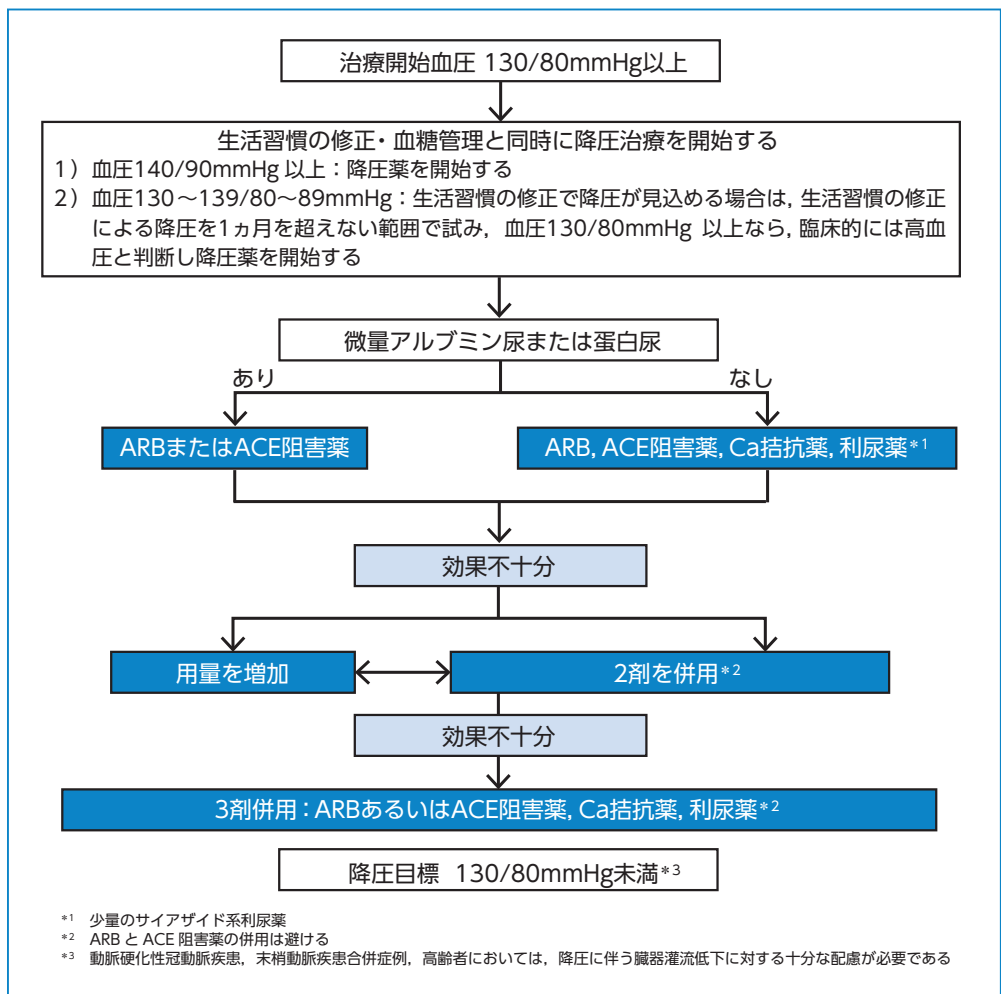 治療開始血圧 130/80mmHg以上
生活習慣の修正・血糖管理と同時に降圧治療を開始する
1）血圧140/90mmHg 以上：降圧薬を開始する
2）血圧130～139/80～89mmHg：生活習慣の修正で降圧が見込める場合は，生活習慣の修正
による降圧を1ヵ月を超えない範囲で試み，血圧130/80mmHg 以上なら，臨床的には高血
圧と判断し降圧薬を開始する
微量アルブミン尿または蛋白尿
あり
なし
ARBまたはACE阻害薬
ARB，ACE阻害薬，Ca拮抗薬，利尿薬*1
効果不十分
用量を増加
2剤を併用*2
効果不十分
3剤併用：ARBあるいはACE阻害薬，Ca拮抗薬，利尿薬*2
降圧目標 130/80mmHg未満*3
*1 少量のサイアザイド系利尿薬
*2 ARB と ACE 阻害薬の併用は避ける
*3 動脈硬化性冠動脈疾患，末梢動脈疾患合併症例，高齢者においては，降圧に伴う臓器灌流低下に対する十分な配慮が必要である